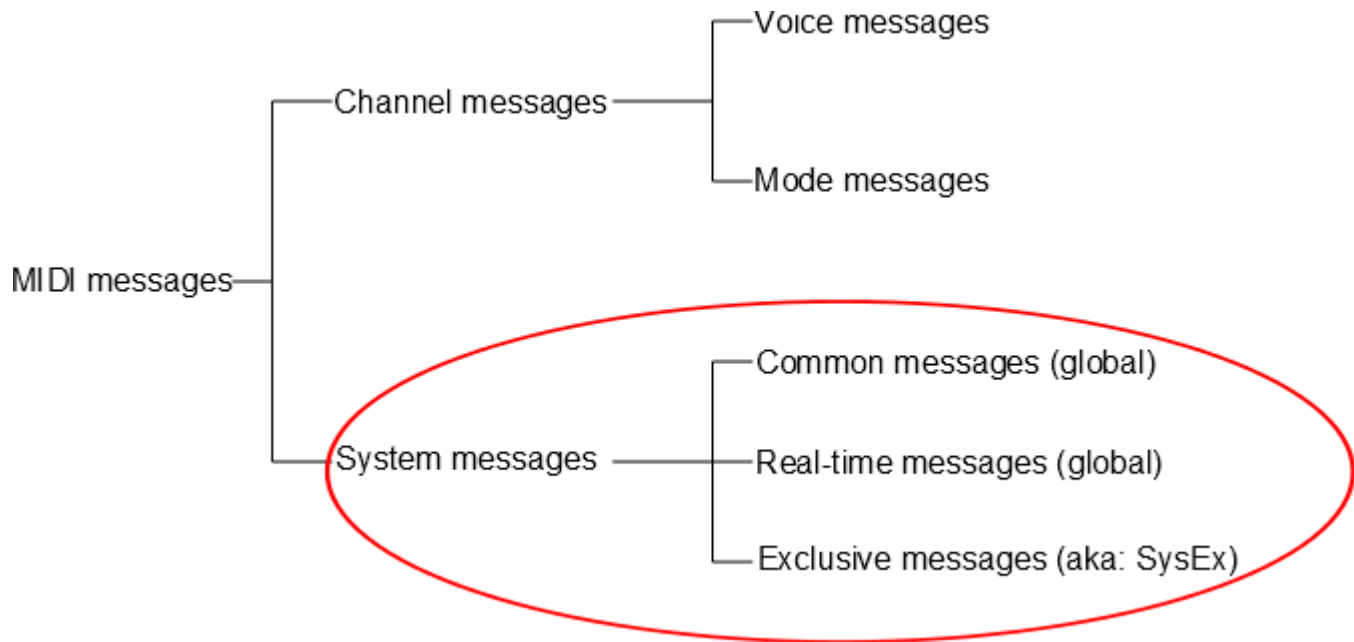 Voice messages
Channel messages
Mode messages
MIDI messages
Common messages (global)
System messages
Real-time messages (global)
Exclusive messages (aka: SysEx)